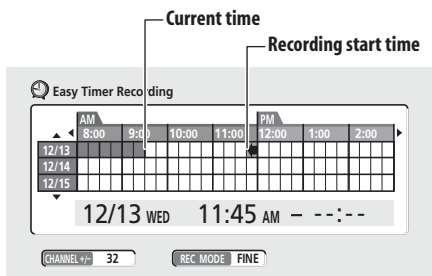 Current time
Recording start time
Easy Timer Recording
AM PM
8:00 9:00 10:00 11:00 12:00 1:00 2:00
12/13
12/14
12/15
12/13 WED 11:45 AM – --:--
CHANNEL +/– 32 REC MODE FINE